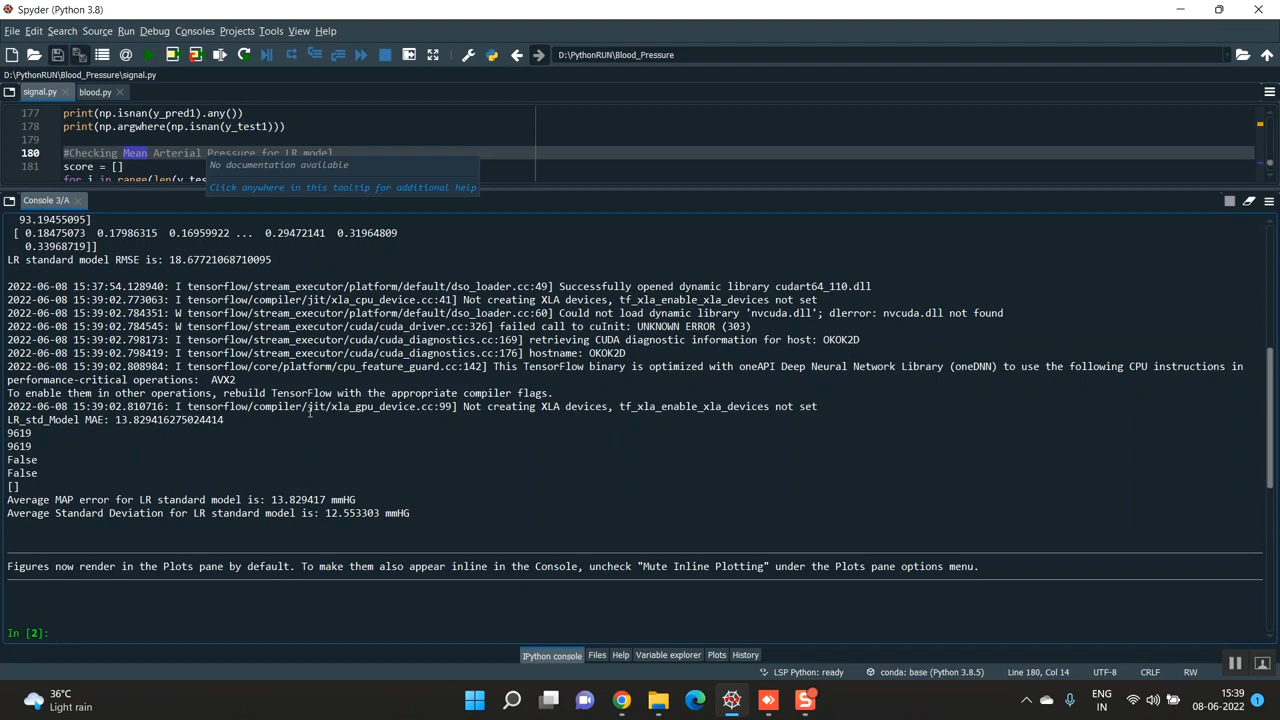 Spyder (Python 3.8)
File Edit Search Source Run Debug Consoles Projects Tools View Help
D:\PythonRUN\Blood_Pressure
D:\PythonRUN\Blood_Pressure\signal.py
signal.py blood.py
177 print(np.isnan(y_pred1).any())
178 print(np.argwhere(np.isnan(y_test1)))
179
180 #Checking Mean Arterial Pressure for LR model
No documentation available
181 score = []
for i in range(len(y_tes
Click anywhere in this tooltip for additional help
Console 3/A
93.19455095]
[ 0.18475073 0.17986315 0.16959922 ... 0.29472141 0.31964809
0.33968719]]
LR standard model RMSE is: 18.67721068710095
2022-06-08 15:37:54.128940: I tensorflow/stream_executor/platform/default/dso_loader.cc:49] Successfully opened dynamic library cudart64_110.dll
2022-06-08 15:39:02.773063: I tensorflow/compiler/jit/xla_cpu_device.cc:41] Not creating XLA devices, tf_xla_enable_xla_devices not set
2022-06-08 15:39:02.784351: W tensorflow/stream_executor/platform/default/dso_loader.cc:60] Could not load dynamic library 'nvcuda.dll'; dlerror: nvcuda.dll not found
2022-06-08 15:39:02.784545: W tensorflow/stream_executor/cuda/cuda_driver.cc:326] failed call to cuInit: UNKNOWN ERROR (303)
2022-06-08 15:39:02.798173: I tensorflow/stream_executor/cuda/cuda_diagnostics.cc:169] retrieving CUDA diagnostic information for host: OKOK2D
2022-06-08 15:39:02.798419: I tensorflow/stream_executor/cuda/cuda_diagnostics.cc:176] hostname: OKOK2D
2022-06-08 15:39:02.808984: I tensorflow/core/platform/cpu_feature_guard.cc:142] This TensorFlow binary is optimized with oneAPI Deep Neural Network Library (oneDNN) to use the following CPU instructions in
performance-critical operations: AVX2
To enable them in other operations, rebuild TensorFlow with the appropriate compiler flags.
2022-06-08 15:39:02.810716: I tensorflow/compiler/jit/xla_gpu_device.cc:99] Not creating XLA devices, tf_xla_enable_xla_devices not set
LR_std_Model MAE: 13.829416275024414
9619
9619
False
False
[]
Average MAP error for LR standard model is: 13.829417 mmHG
Average Standard Deviation for LR standard model is: 12.553303 mmHG
Figures now render in the Plots pane by default. To make them also appear inline in the Console, uncheck "Mute Inline Plotting" under the Plots pane options menu.
In [2]:
IPython console Files Help Variable explorer Plots History
LSP Python: ready conda: base (Python 3.8.5) Line 180, Col 14 UTF-8 CRLF RW
36°C
Light rain
ENG
IN
15:39
08-06-2022
1